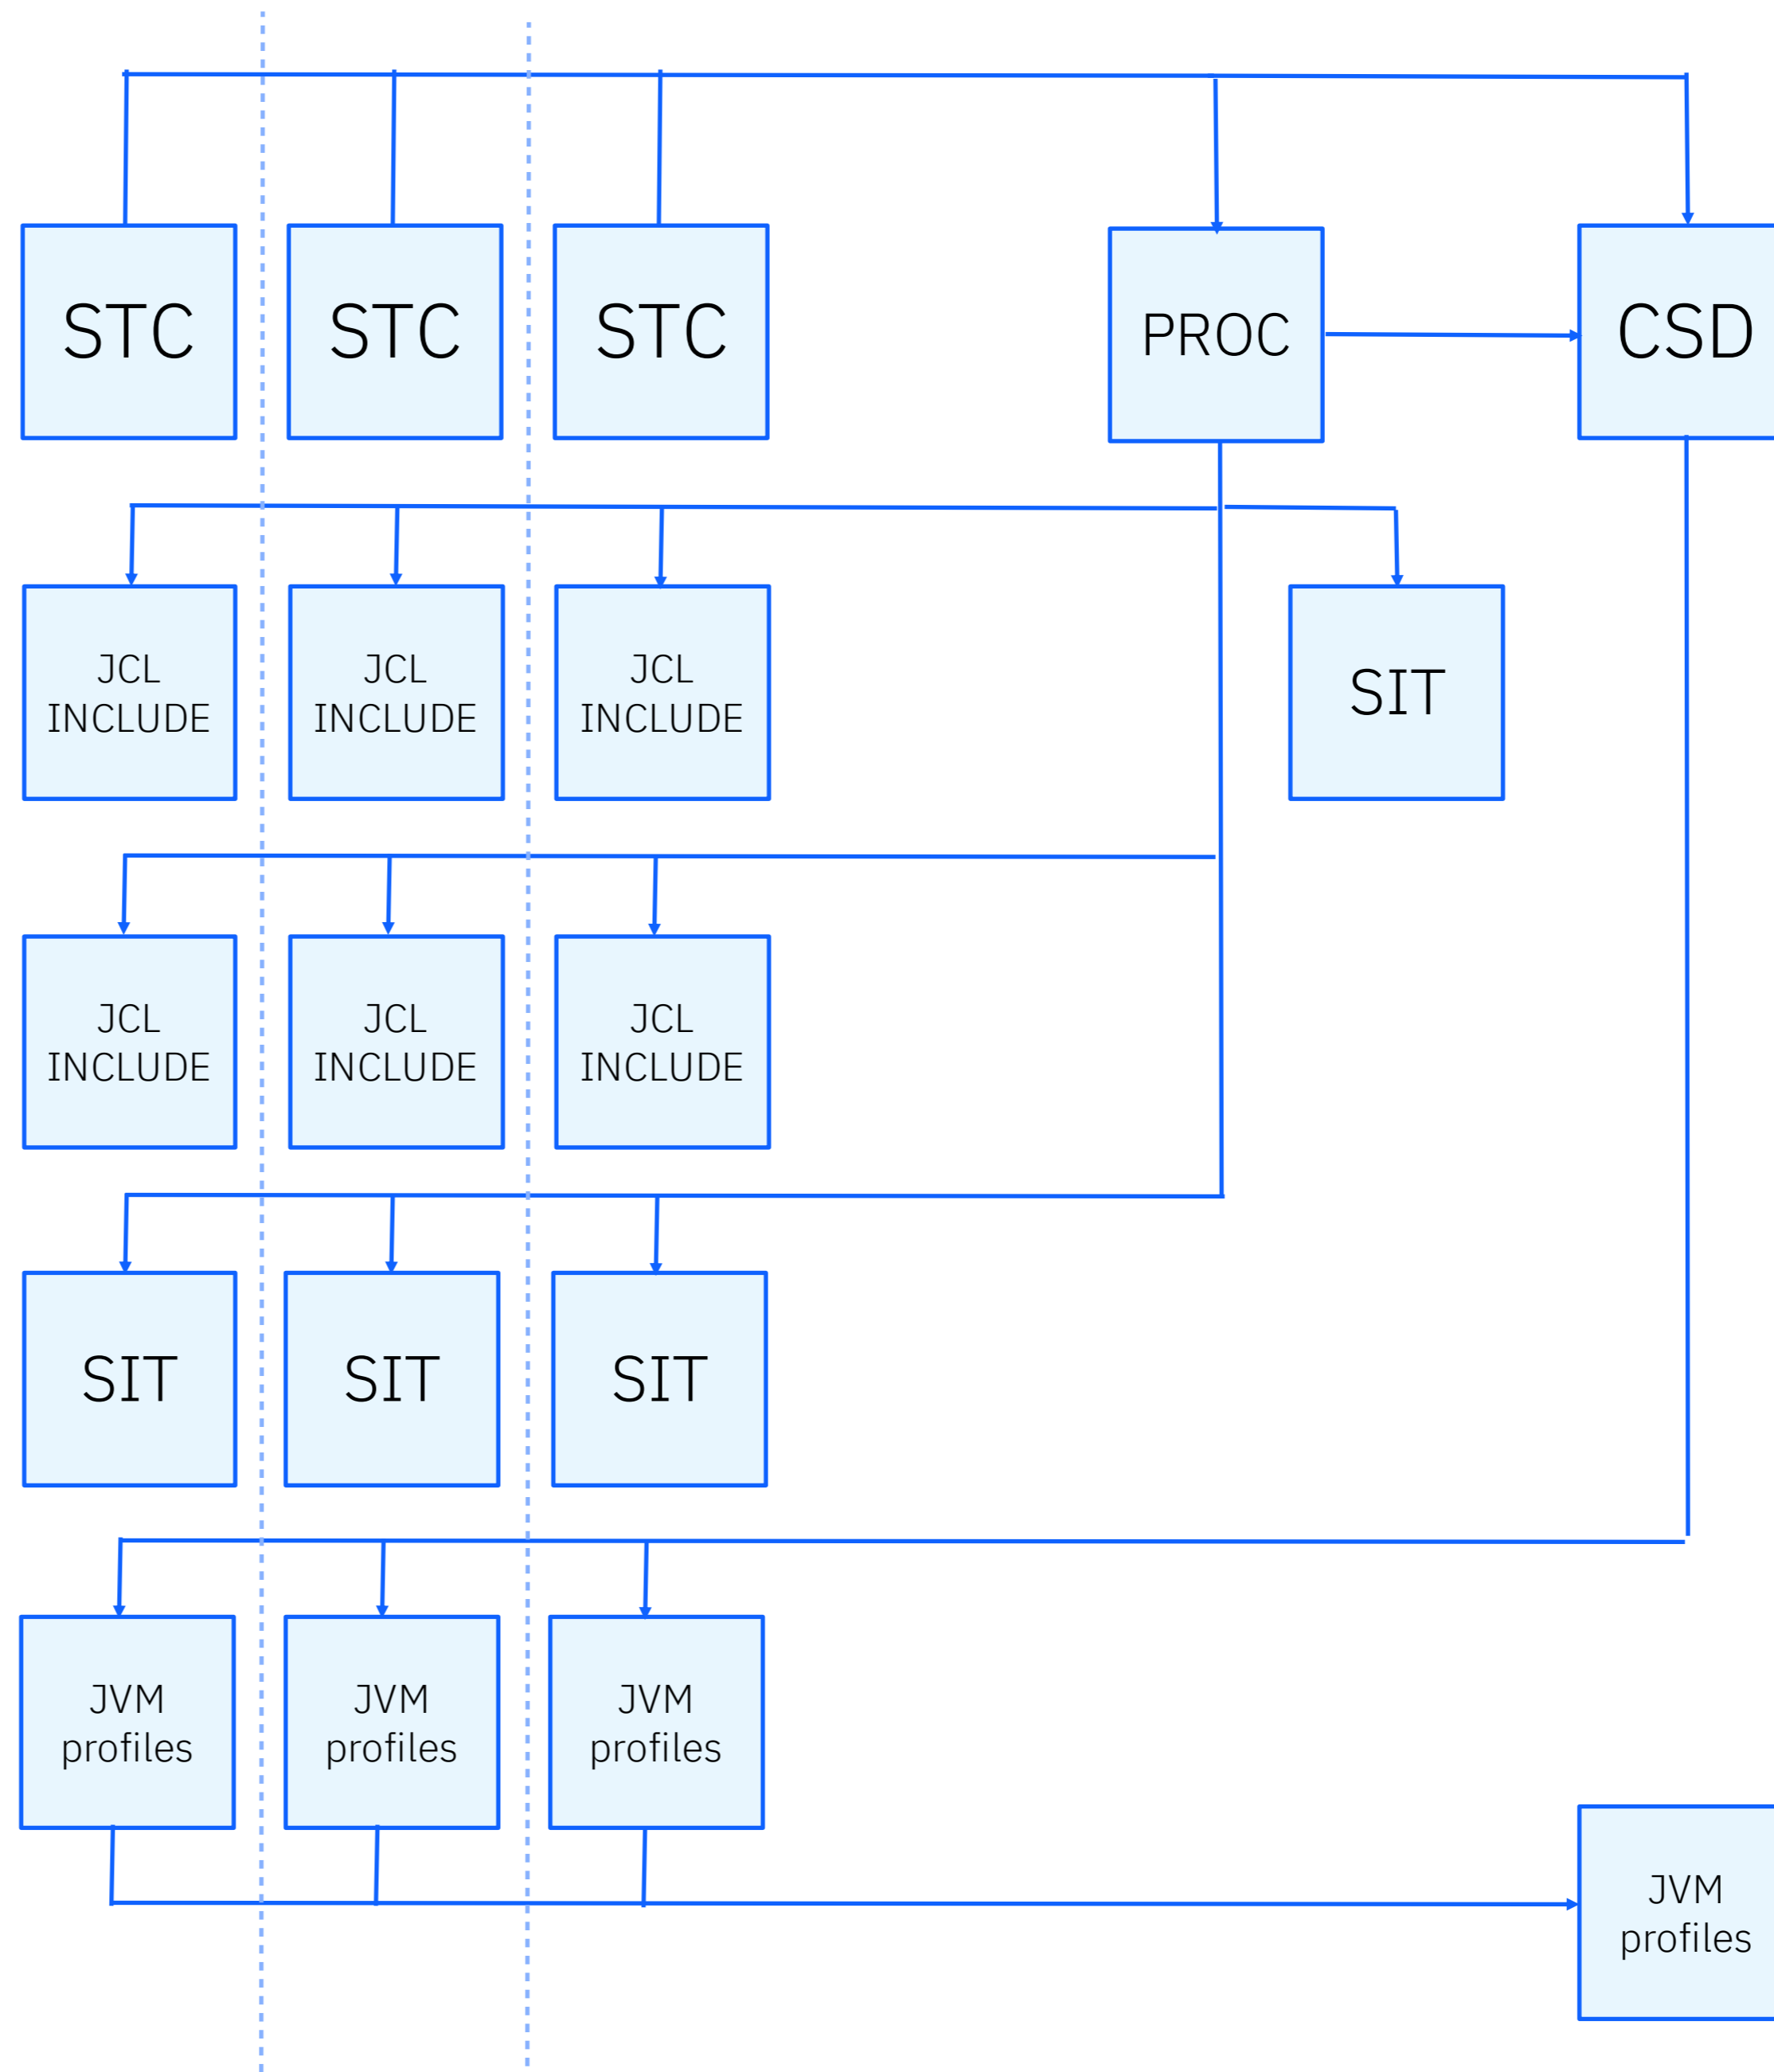 STC
STC
STC
PROC
CSD
JCL
INCLUDE
JCL
INCLUDE
JCL
INCLUDE
SIT
JCL
INCLUDE
JCL
INCLUDE
JCL
INCLUDE
SIT
SIT
SIT
JVM
profiles
JVM
profiles
JVM
profiles
JVM
profiles